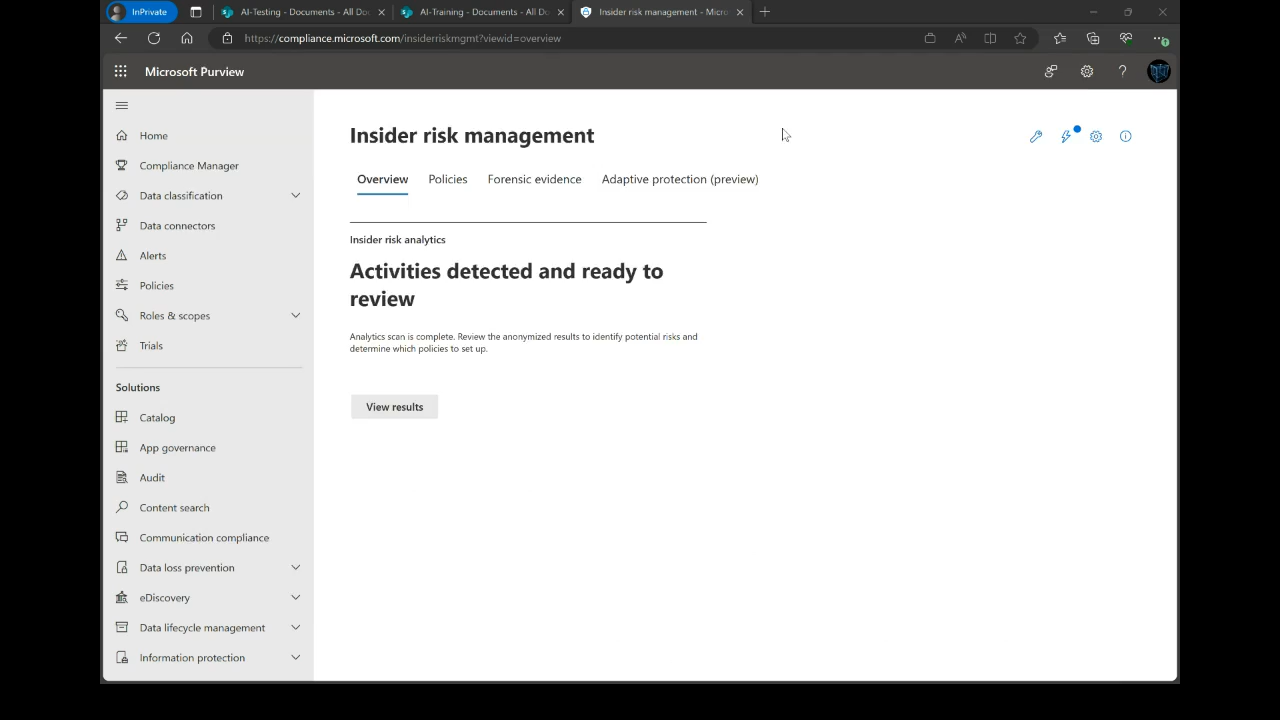 InPrivate
AI-Testing - Documents - All Do
AI-Training - Documents - All Do
Insider risk management - Micro
https://compliance.microsoft.com/insiderriskmgmt?viewid=overview
Microsoft Purview
Home
Compliance Manager
Data classification
Data connectors
Alerts
Policies
Roles & scopes
Trials
Solutions
Catalog
App governance
Audit
Content search
Communication compliance
Data loss prevention
eDiscovery
Data lifecycle management
Information protection
Insider risk management
Overview
Policies
Forensic evidence
Adaptive protection (preview)
Insider risk analytics
Activities detected and ready to
review
Analytics scan is complete. Review the anonymized results to identify potential risks and
determine which policies to set up.
View results